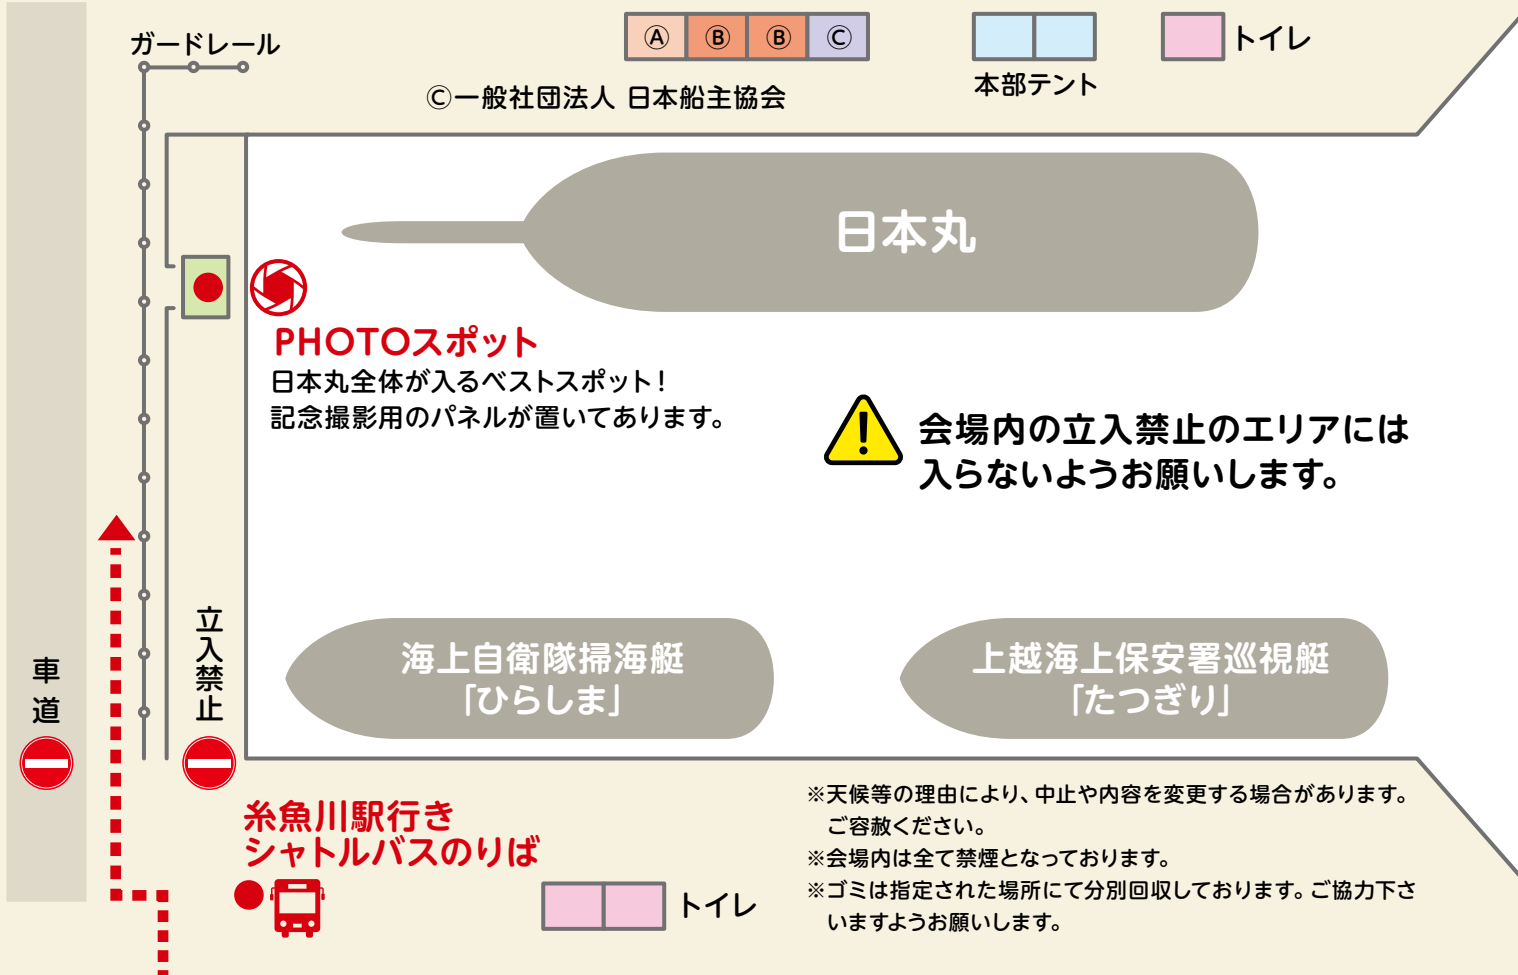 ガードレール
Ⓐ Ⓑ Ⓑ Ⓒ
トイレ
本部テント
Ⓒ一般社団法人 日本船主協会
日本丸
PHOTOスポット
日本丸全体が入るベストスポット！
記念撮影用のパネルが置いてあります。
会場内の立入禁止のエリアには
入らないようお願いします。
立入禁止
車道
海上自衛隊掃海艇
「ひらしま」
上越海上保安署巡視艇
「たつぎり」
糸魚川駅行き
シャトルバスのりば
トイレ
※天候等の理由により、中止や内容を変更する場合があります。
ご容赦ください。
※会場内は全て禁煙となっております。
※ゴミは指定された場所にて分別回収しております。ご協力下さ
いますようお願いします。